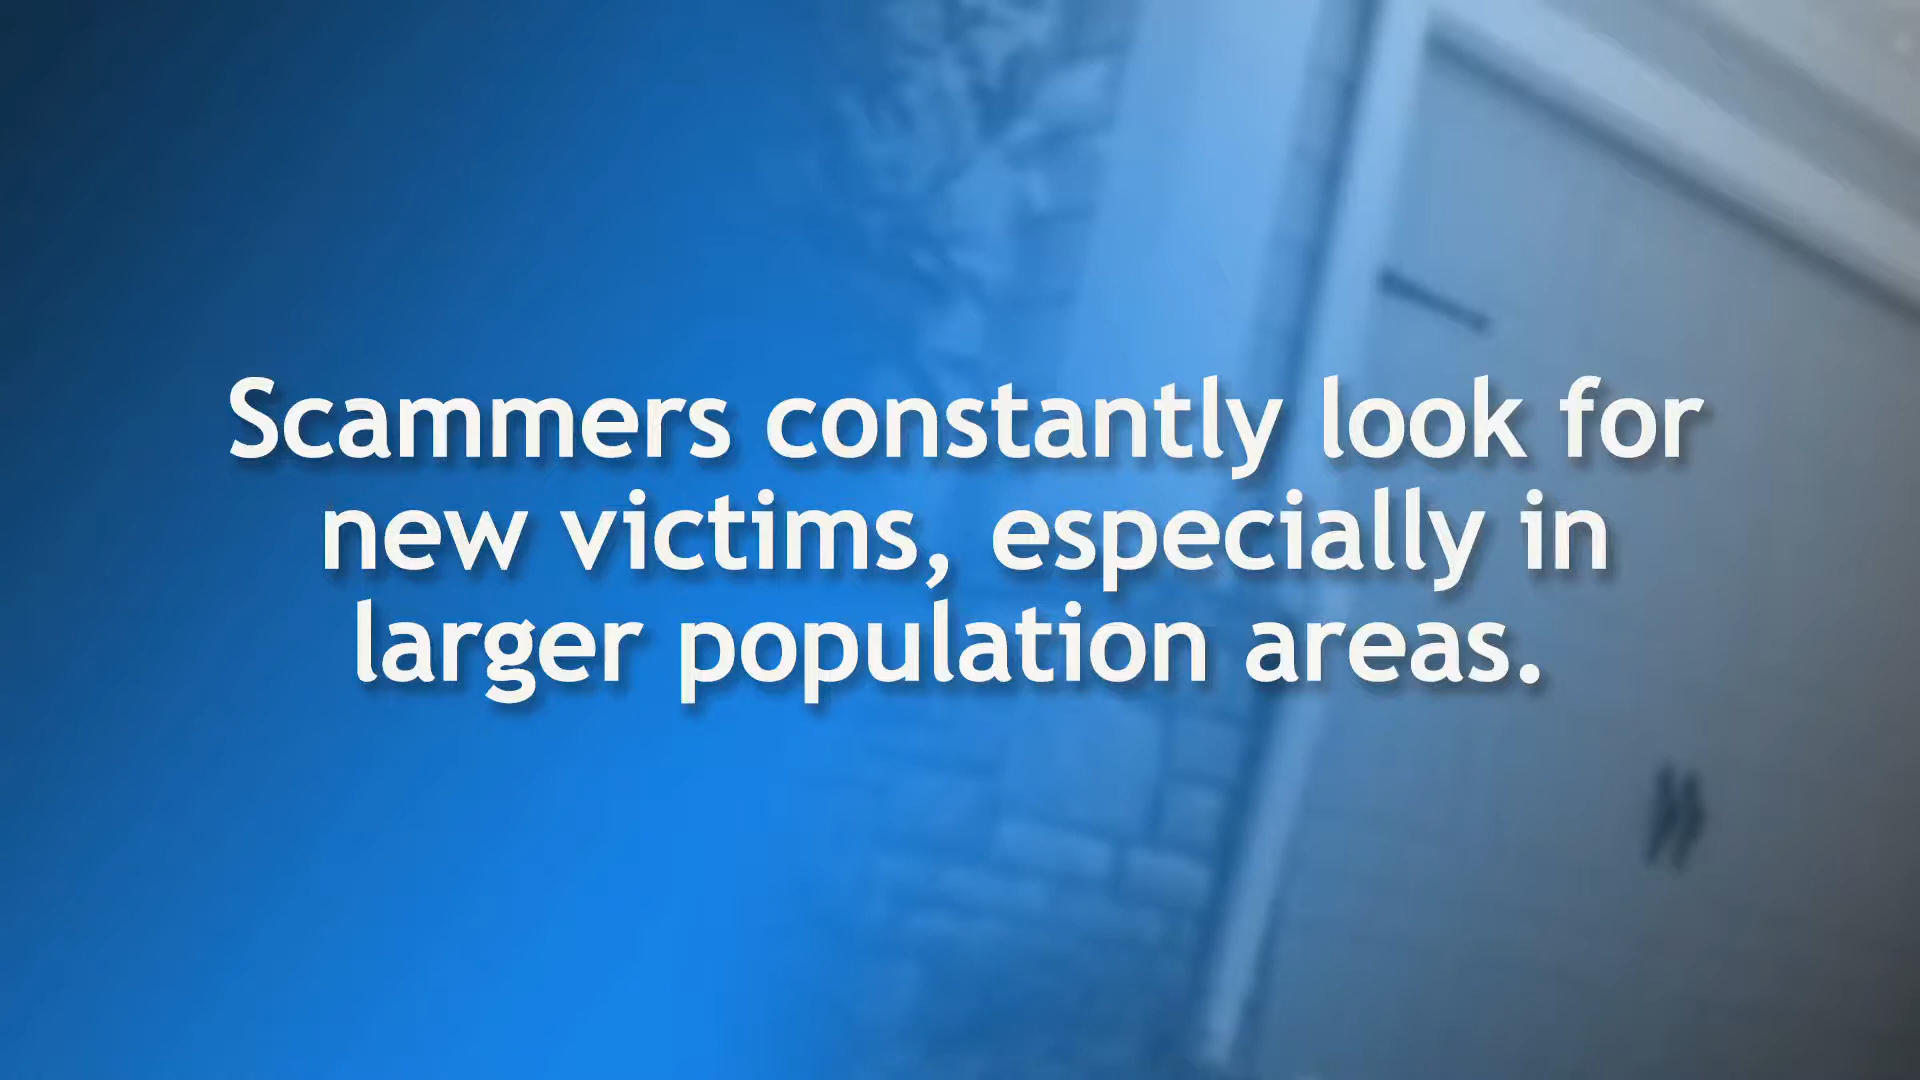 Scammers constantly look for
new victims, especially in
larger population areas.